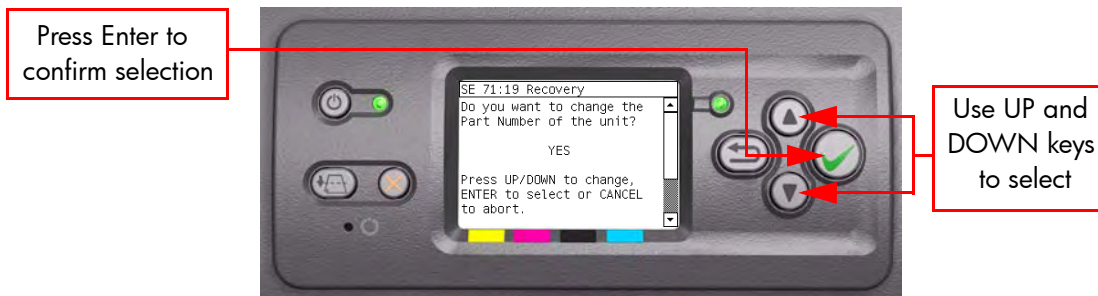 Press Enter to
confirm selection
SE 71:19 Recovery
Do you want to change the
Part Number of the unit?
YES
Press UP/DOWN to change,
ENTER to select or CANCEL
to abort.
Use UP and
DOWN keys
to select